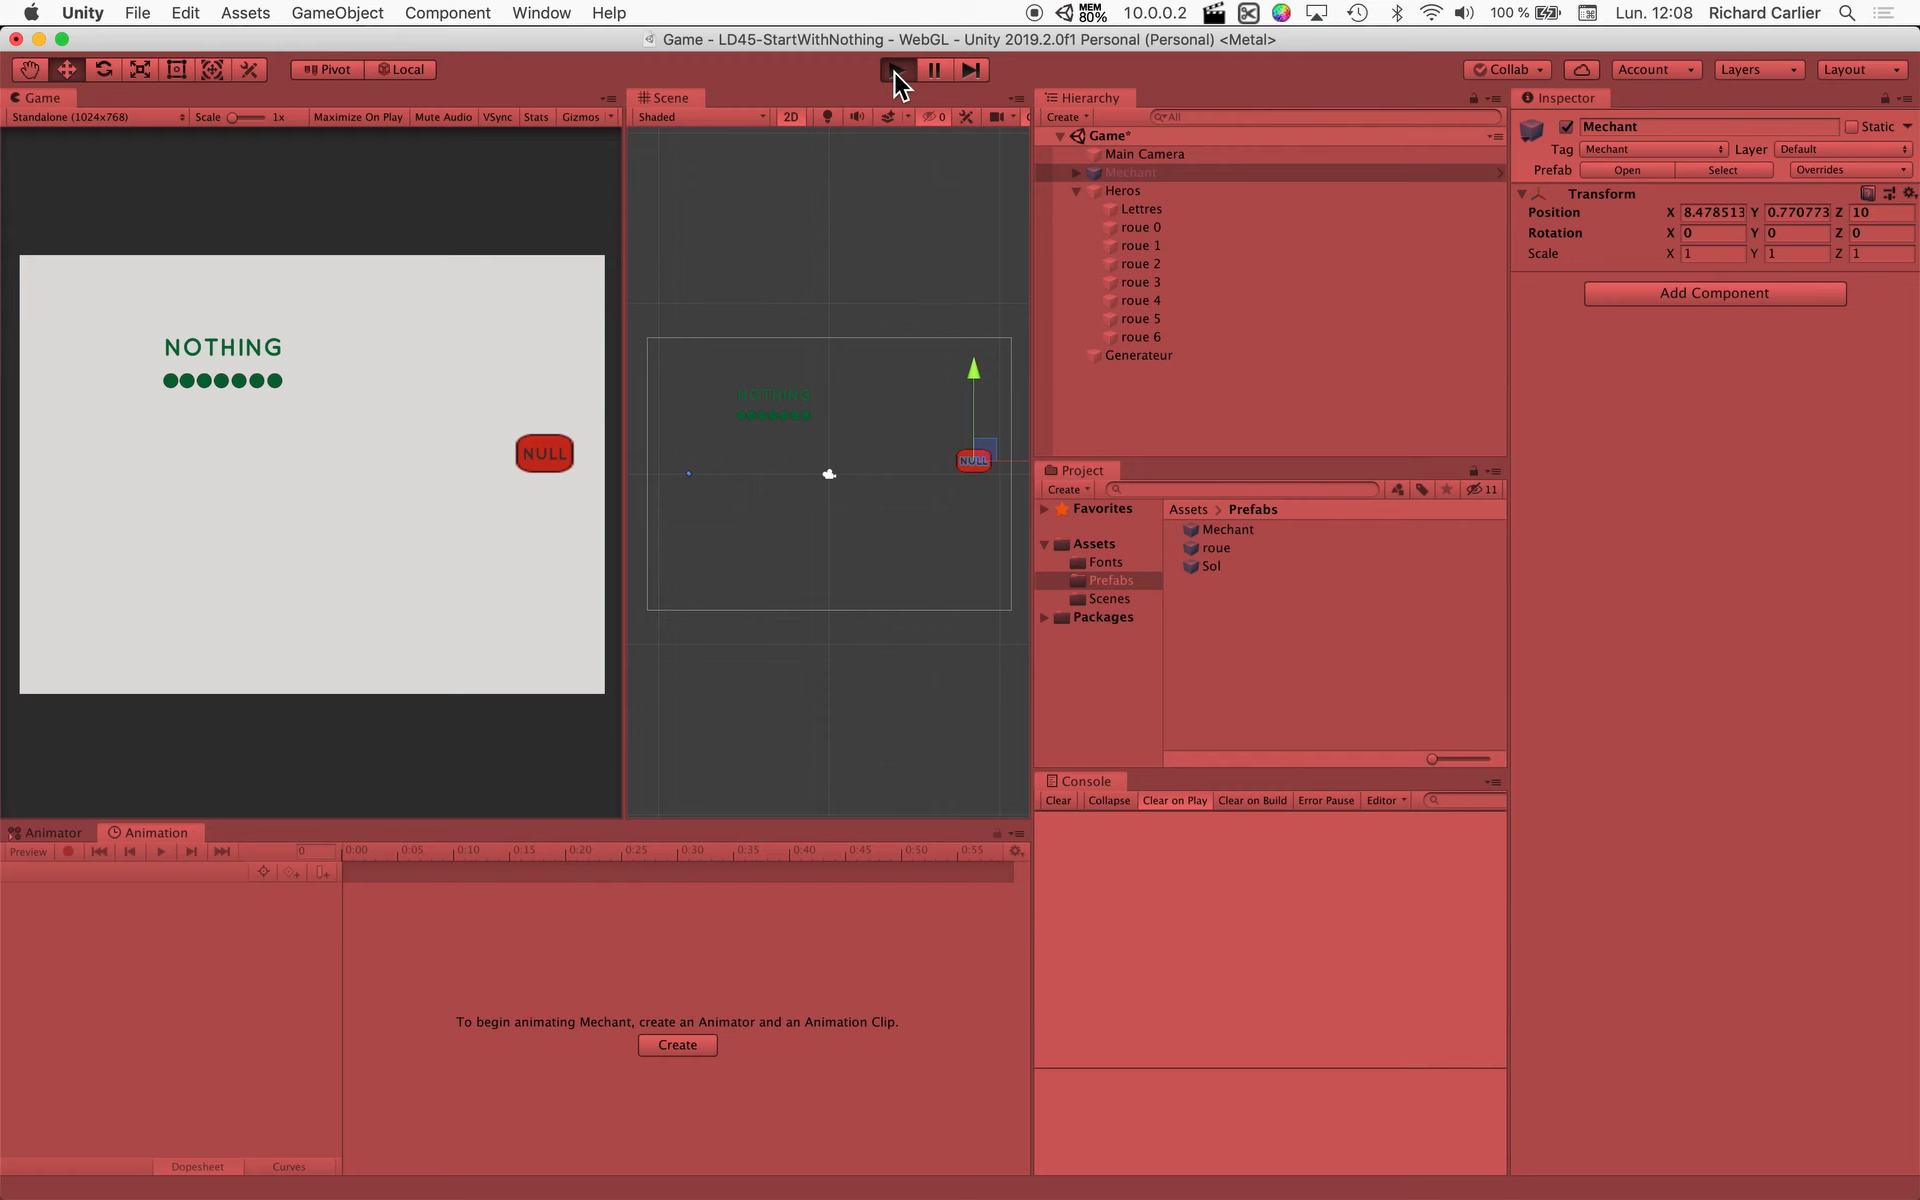 Unity File Edit Assets GameObject Component Window Help MEM 80% 10.0.0.2 100 % Lun. 12:08 Richard Carlier
Game - LD45-StartWithNothing - WebGL - Unity 2019.2.0f1 Personal (Personal) <Metal>
Pivot Local Collab Account Layers Layout
Game Scene Hierarchy Inspector
Standalone (1024x768) Scale 1x Maximize On Play Mute Audio VSync Stats Gizmos Shaded 2D 0 Create All
Mechant Static
Game*
Tag Mechant Layer Default
Main Camera
Prefab Open Select Overrides
Mechant
Heros
Transform
Lettres
Position X 8.478513 Y 0.770773 Z 10
roue 0
Rotation X 0 Y 0 Z 0
roue 1
Scale X 1 Y 1 Z 1
roue 2
roue 3
Add Component
roue 4
roue 5
roue 6
Generateur
NOTHING
NULL
NOTHING
NULL
Project
Create 11
Favorites
Assets
Fonts
Prefabs
Scenes
Packages
Assets > Prefabs
Mechant
roue
Sol
Console
Clear Collapse Clear on Play Clear on Build Error Pause Editor
Animator Animation
Preview 0 0:00 0:05 0:10 0:15 0:20 0:25 0:30 0:35 0:40 0:45 0:50 0:55
To begin animating Mechant, create an Animator and an Animation Clip.
Create
Dopesheet Curves